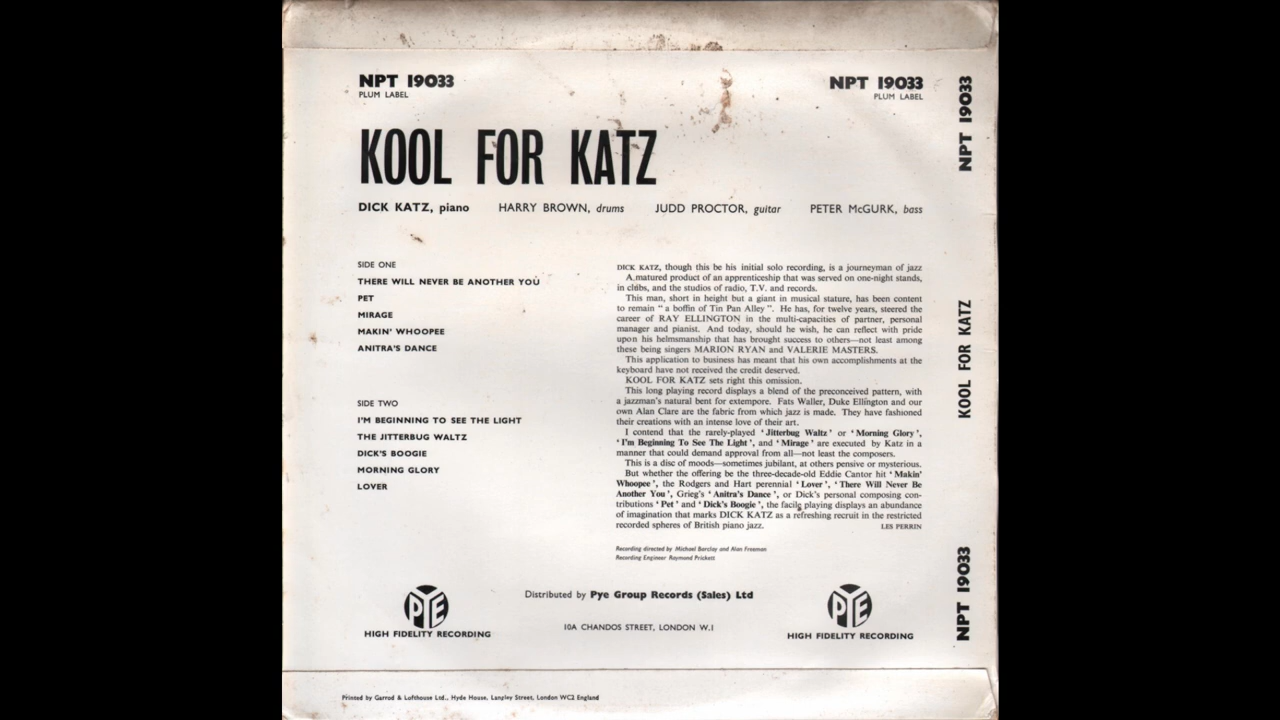 NPT 19033
PLUM LABEL
NPT 19033
PLUM LABEL
KOOL FOR KATZ
DICK KATZ, piano HARRY BROWN, drums JUDD PROCTOR, guitar PETER McGURK, bass
SIDE ONE
THERE WILL NEVER BE ANOTHER YOU
PET
MIRAGE
MAKIN' WHOOPEE
ANITRA'S DANCE
SIDE TWO
I'M BEGINNING TO SEE THE LIGHT
THE JITTERBUG WALTZ
DICK'S BOOGIE
MORNING GLORY
LOVER
DICK KATZ, though this be his initial solo recording, is a journeyman of jazz
A matured product of an apprenticeship that was served on one-night stands,
in clubs, and the studios of radio, T.V. and records.
This man, short in height but a giant in musical stature, has been content
to remain " a boffin of Tin Pan Alley ". He has, for twelve years, steered the
career of RAY ELLINGTON in the multi-capacities of partner, personal
manager and pianist. And today, should he wish, he can reflect with pride
upon his helmsmanship that has brought success to others—not least among
these being singers MARION RYAN and VALERIE MASTERS.
This application to business has meant that his own accomplishments at the
keyboard have not received the credit deserved.
KOOL FOR KATZ sets right this omission.
This long playing record displays a blend of the preconceived pattern, with
a jazzman's natural bent for extempore. Fats Waller, Duke Ellington and our
own Alan Clare are the fabric from which jazz is made. They have fashioned
their creations with an intense love of their art.
I contend that the rarely-played ' Jitterbug Waltz ' or ' Morning Glory ',
' I'm Beginning To See The Light ', and ' Mirage ' are executed by Katz in a
manner that could demand approval from all—not least the composers.
This is a disc of moods—sometimes jubilant, at others pensive or mysterious.
But whether the offering be the three-decade-old Eddie Cantor hit ' Makin'
Whoopee ', the Rodgers and Hart perennial ' Lover ', ' There Will Never Be
Another You ', Grieg's ' Anitra's Dance ', or Dick's personal composing con-
tributions ' Pet ' and ' Dick's Boogie ', the facile playing displays an abundance
of imagination that marks DICK KATZ as a refreshing recruit in the restricted
recorded spheres of British piano jazz. LES PERRIN
Recording directed by Michael Barclay and Alan Freeman
Recording Engineer Raymond Prickett
PYE
HIGH FIDELITY RECORDING
Distributed by Pye Group Records (Sales) Ltd
10A CHANDOS STREET, LONDON W.1
PYE
HIGH FIDELITY RECORDING
Printed by Garrod & Lofthouse Ltd., Hyde House, Langley Street, London WC2 England
NPT 19033
KOOL FOR KATZ
NPT 19033